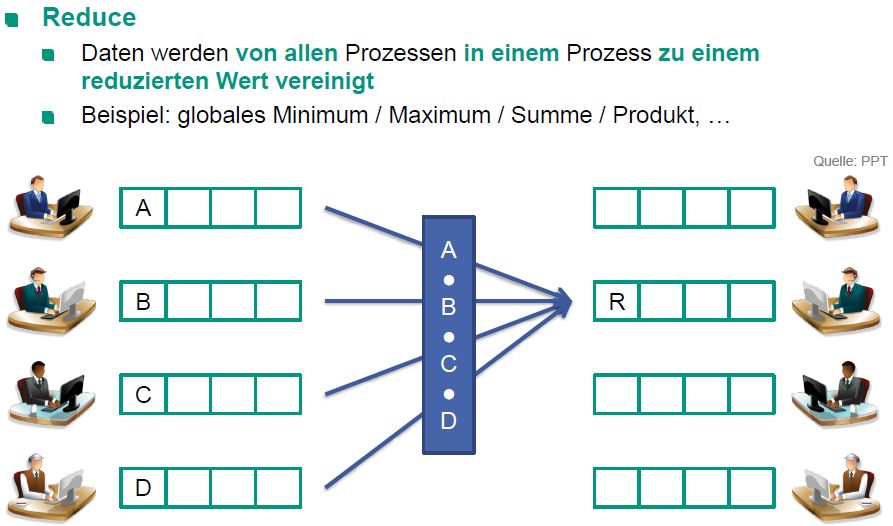 Reduce
Daten werden von allen Prozessen in einem Prozess zu einem
reduzierten Wert vereinigt
Beispiel: globales Minimum / Maximum / Summe / Produkt, …
Quelle: PPT
A
B
C
D
A
●
B
●
C
●
D
R